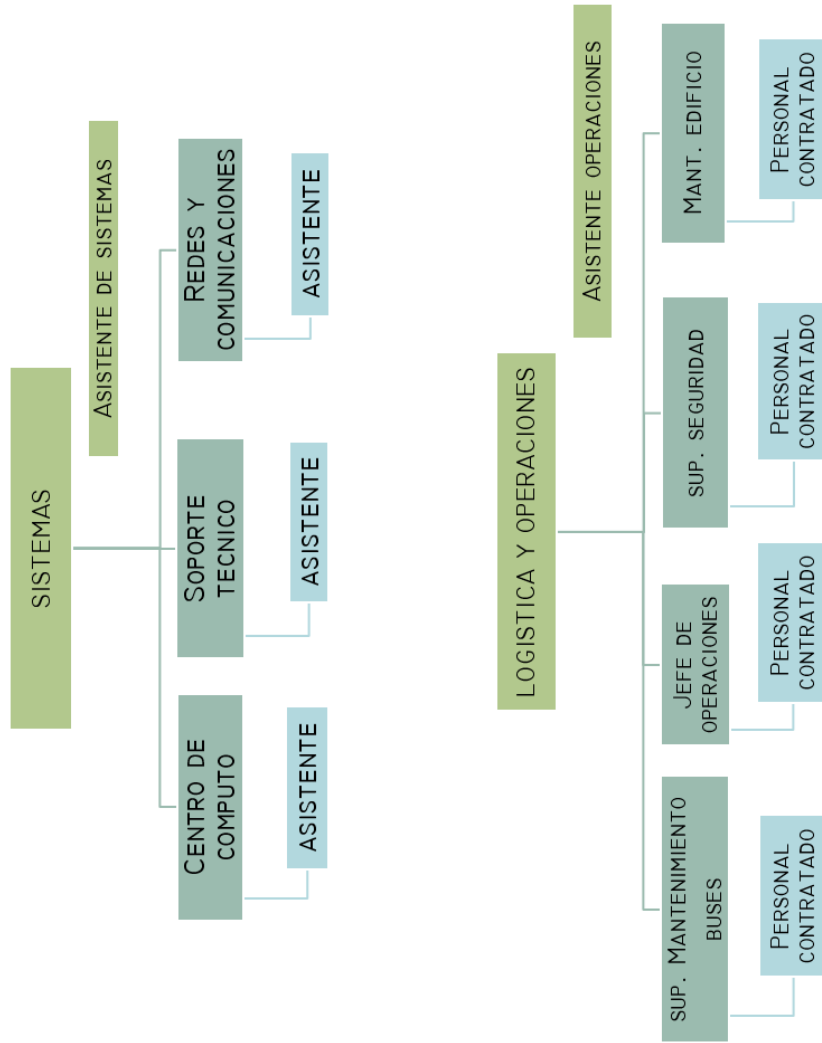 SISTEMAS
ASISTENTE DE SISTEMAS
CENTRO DE
COMPUTO
SOPORTE
TECNICO
REDES Y
COMUNICACIONES
ASISTENTE
ASISTENTE
ASISTENTE
LOGISTICA Y OPERACIONES
ASISTENTE OPERACIONES
SUP. MANTENIMIENTO
BUSES
JEFE DE
OPERACIONES
SUP. SEGURIDAD
MANT. EDIFICIO
PERSONAL
CONTRATADO
PERSONAL
CONTRATADO
PERSONAL
CONTRATADO
PERSONAL
CONTRATADO